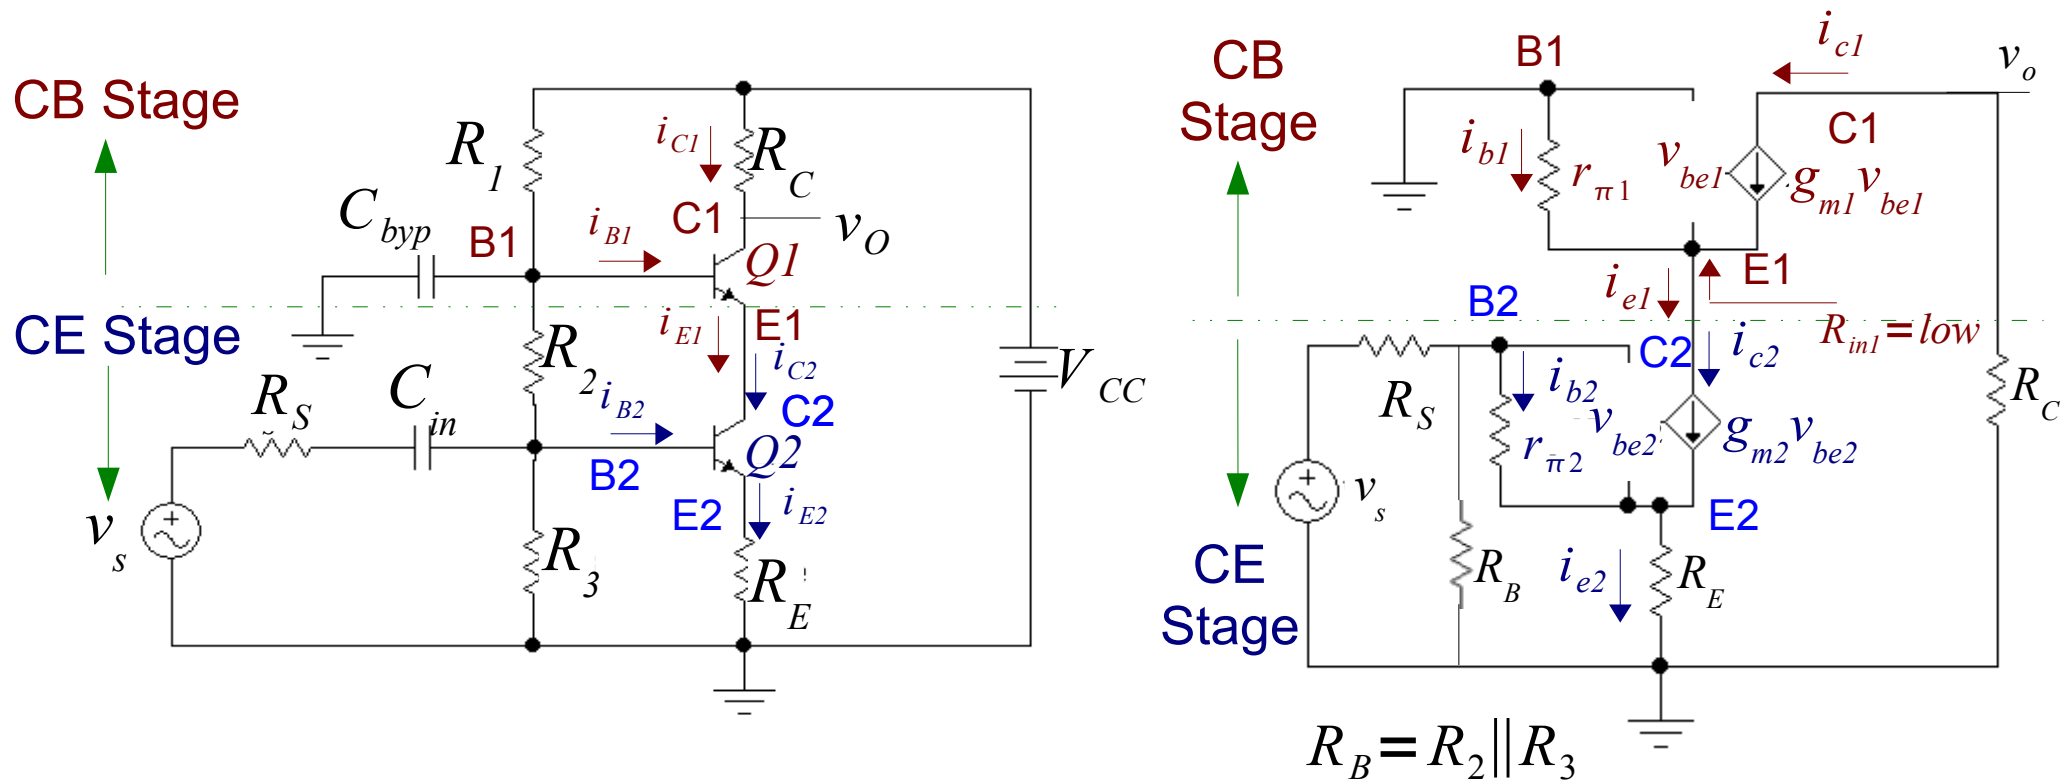 CB Stage
CE Stage
R1
RC
iC1
Cbyp
B1
iB1
C1
vO
Q1
iE1
E1
R2
iC2
VCC
RS
Cin
iB2
C2
B2
Q2
vs
E2
iE2
R3
RE
CB
Stage
B1
ic1
vo
ib1
rπ1
vbe1
C1
gm1vbe1
ie1
E1
Rin1=low
B2
C2
ic2
RS
ib2
rπ2
vbe2
gm2vbe2
RC
vs
E2
CE
Stage
RB
ie2
RE
RB=R2||R3